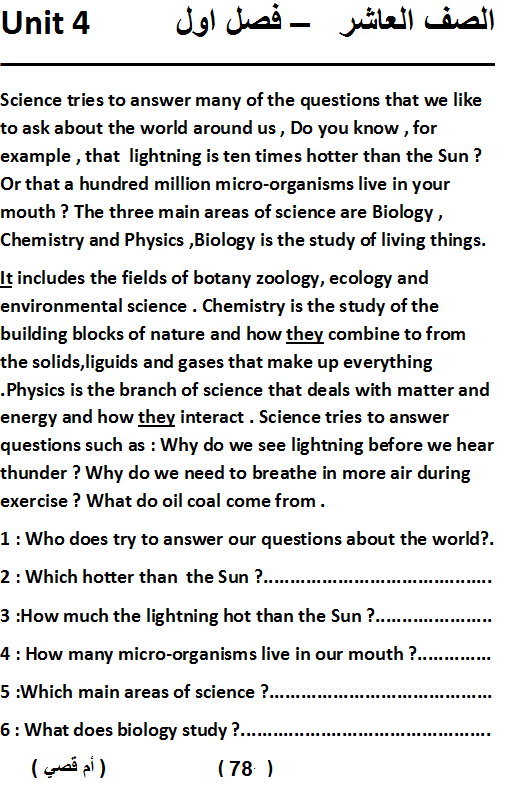 Unit 4 الصف العاشر – فصل اول
Science tries to answer many of the questions that we like
to ask about the world around us , Do you know , for
example , that lightning is ten times hotter than the Sun ?
Or that a hundred million micro-organisms live in your
mouth ? The three main areas of science are Biology ,
Chemistry and Physics ,Biology is the study of living things.
It includes the fields of botany zoology, ecology and
environmental science . Chemistry is the study of the
building blocks of nature and how they combine to from
the solids,liguids and gases that make up everything
.Physics is the branch of science that deals with matter and
energy and how they interact . Science tries to answer
questions such as : Why do we see lightning before we hear
thunder ? Why do we need to breathe in more air during
exercise ? What do oil coal come from .
1 : Who does try to answer our questions about the world?.
2 : Which hotter than the Sun ?...........................................
3 :How much the lightning hot than the Sun ?......................
4 : How many micro-organisms live in our mouth ?..............
5 :Which main areas of science ?..........................................
6 : What does biology study ?...............................................
( أم قصي ) ( 78 )